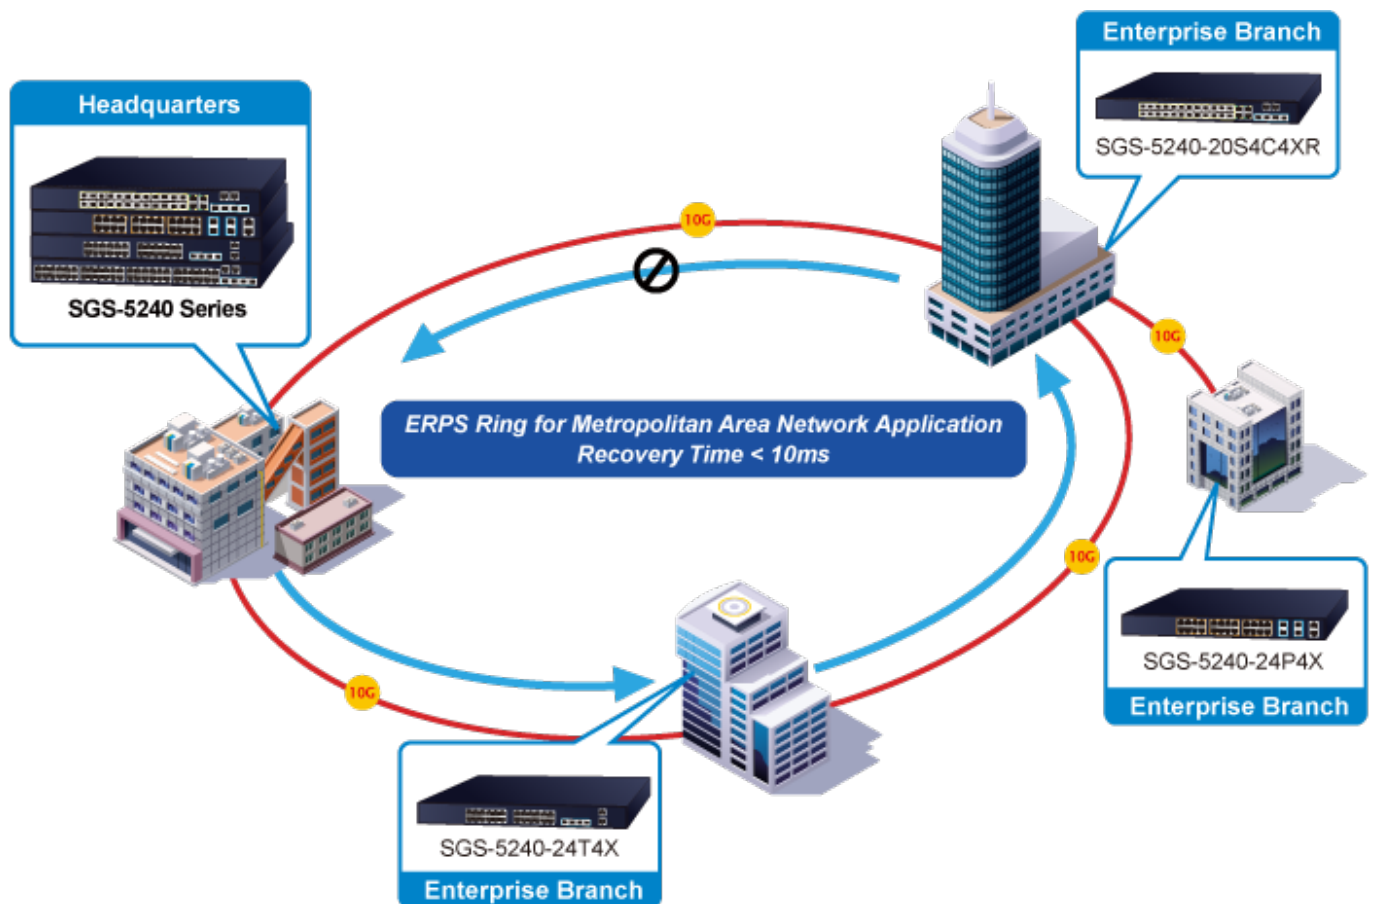 Enterprise Branch
SGS-5240-20S4C4XR
Headquarters
SGS-5240 Series
10G
10G
ERPS Ring for Metropolitan Area Network Application
Recovery Time < 10ms
10G
SGS-5240-24P4X
Enterprise Branch
10G
SGS-5240-24T4X
Enterprise Branch